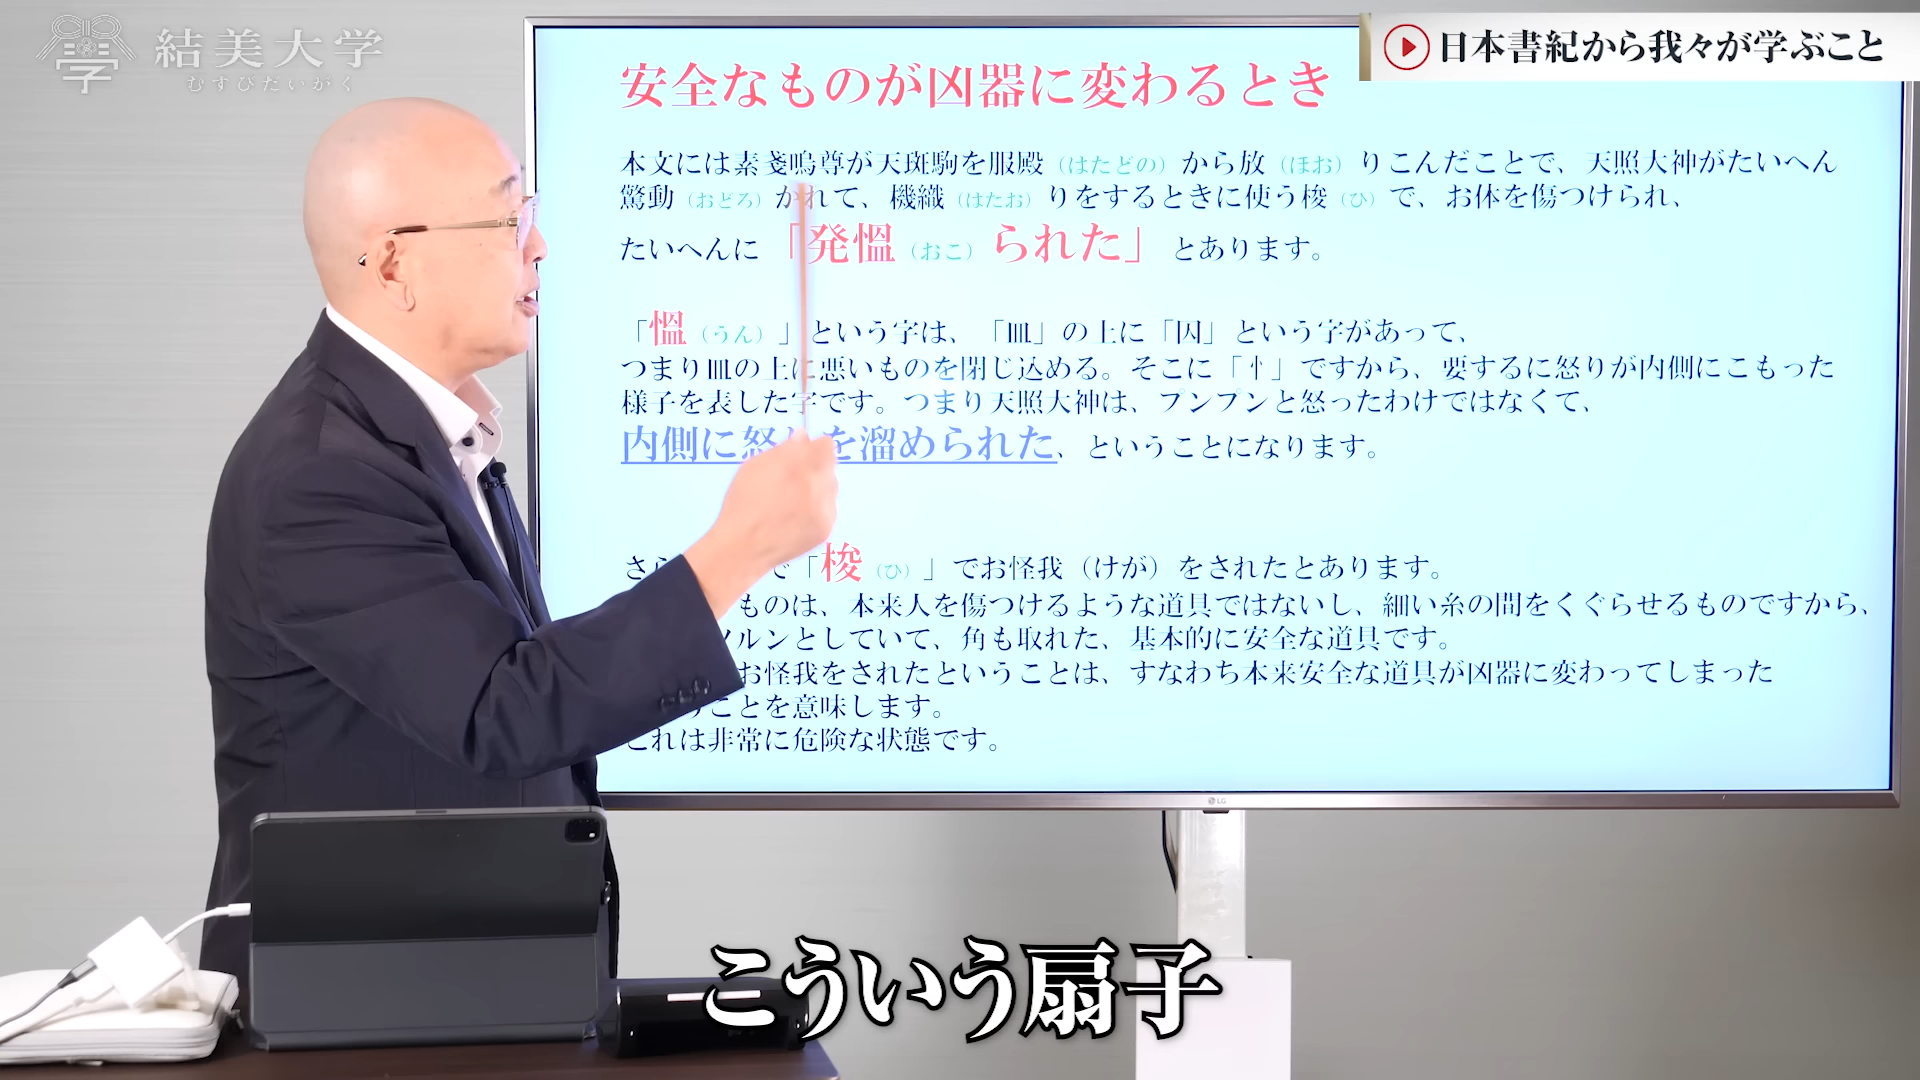 結美大学
むすびだいがく
日本書紀から我々が学ぶこと
安全なものが凶器に変わるとき
本文には素戔嗚尊が天斑駒を服殿(はたどの)から放(ほお)りこんだことで、天照大神がたいへん
驚動(おどろ)かれて、機織(はたお)りをするときに使う梭(ひ)で、お体を傷つけられ、
たいへんに「発慍(おこ)られた」とあります。
「慍(うん)」という字は、「皿」の上に「囚」という字があって、
つまり皿の上に悪いものを閉じ込める。そこに「忄」ですから、要するに怒りが内側にこもった
様子を表した字です。つまり天照大神は、プンプンと怒ったわけではなくて、
内側に怒りを溜められた、ということになります。
さら で「梭(ひ)」でお怪我(けが)をされたとあります。
ものは、本来人を傷つけるような道具ではないし、細い糸の間をくぐらせるものですから、
ルンとしていて、角も取れた、基本的に安全な道具です。
お怪我をされたということは、すなわち本来安全な道具が凶器に変わってしまった
ことを意味します。
これは非常に危険な状態です。
LG
こういう扇子